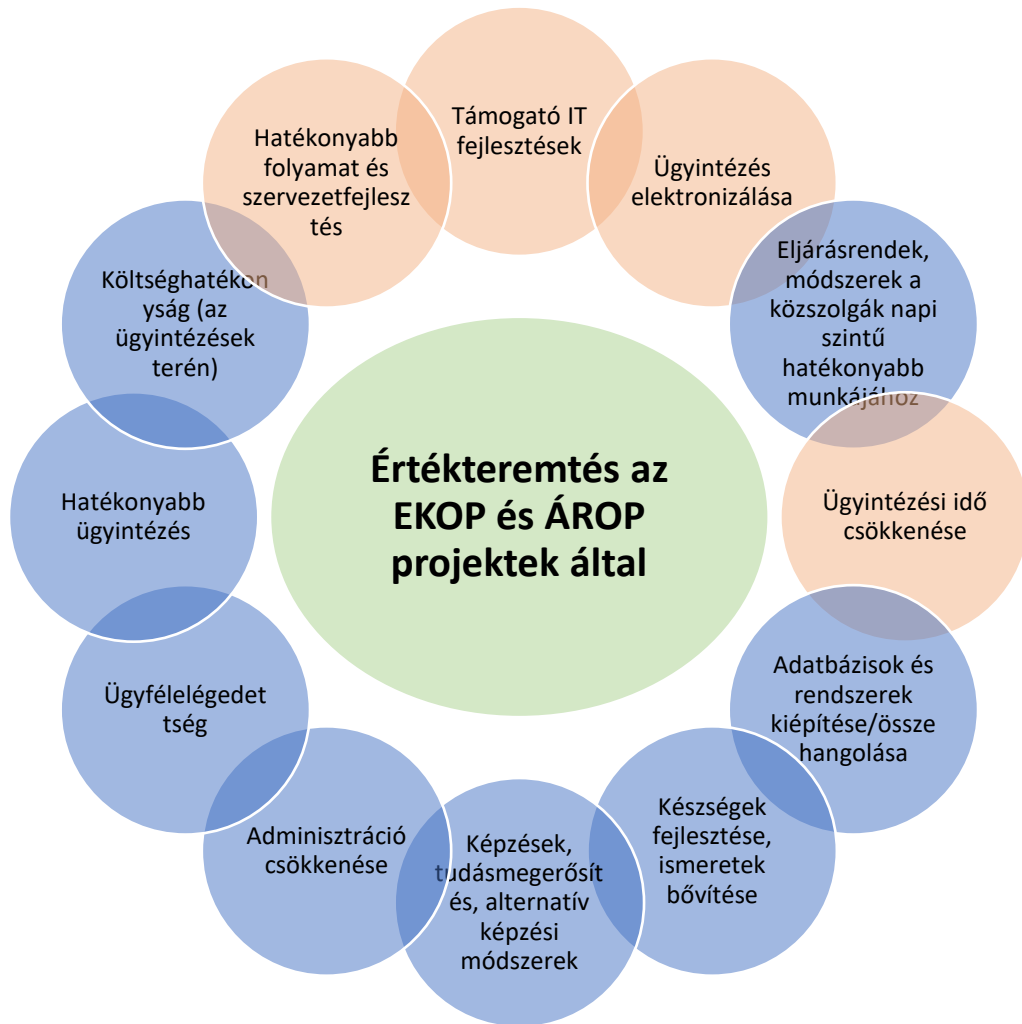 Támogató IT
fejlesztések
Ügyintézés
elektronizálása
Eljárásrendek,
módszerek a
közszolgák napi
szintű
hatékonyabb
munkájához
Ügyintézési idő
csökkenése
Adatbázisok és
rendszerek
kiépítése/össze
hangolása
Készségek
fejlesztése,
ismeretek
bővítése
Képzések,
tudásmegerősít
és, alternatív
képzési
módszerek
Adminisztráció
csökkenése
Ügyfélelégedet
tség
Hatékonyabb
ügyintézés
Költséghatékon
yság (az
ügyintézések
terén)
Hatékonyabb
folyamat és
szervezetfejlesz
tés
Értékteremtés az
EKOP és ÁROP
projektek által